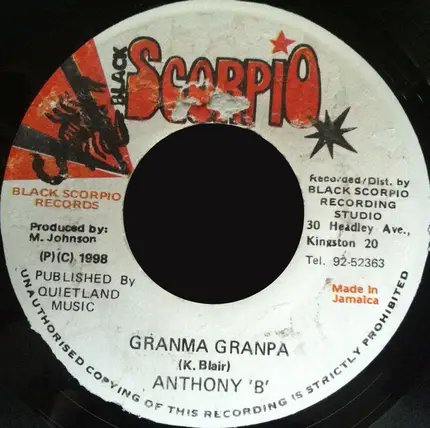 BLACK
SCORPIO
BLACK SCORPIO
RECORDS
Produced by:
M. Johnson
(P)(C) 1998
PUBLISHED By
QUIETLAND
MUSIC
Recorded/Dist. by
BLACK SCORPIO
RECORDING
STUDIO
30 Headley Ave.,
Kingston 20
Tel. 92-52363
Made in
Jamaica
GRANMA GRANPA
(K. Blair)
ANTHONY 'B'
UNAUTHORISED COPYING OF THIS RECORDING IS STRICTLY PROHIBITED